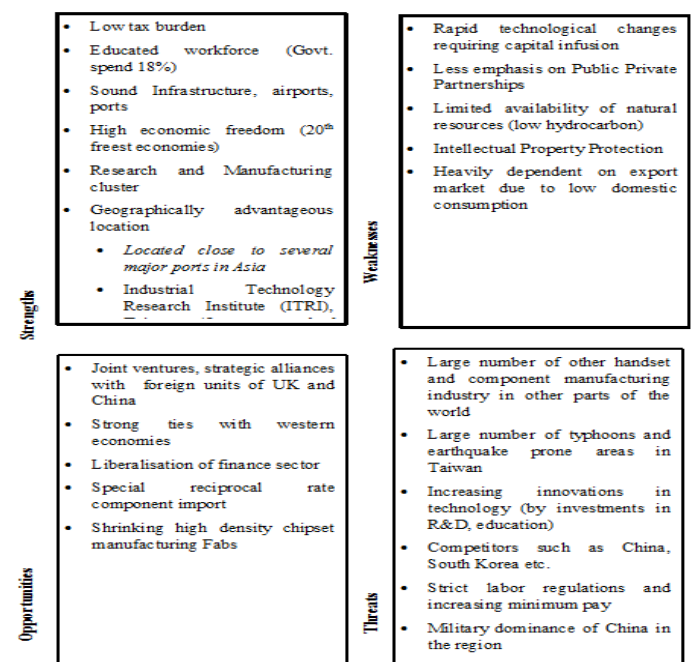 • Low tax burden
• Educated workforce (Govt.
spend 18%)
• Sound Infrastructure, airports,
ports
• High economic freedom (20th
freest economies)
• Research and Manufacturing
cluster
• Geographically advantageous
location
• Located close to several
major ports in Asia
• Industrial Technology
Research Institute (ITRI),
Strengths
• Rapid technological changes
requiring capital infusion
• Less emphasis on Public Private
Partnerships
• Limited availability of natural
resources (low hydrocarbon)
• Intellectual Property Protection
• Heavily dependent on export
market due to low domestic
consumption
Weaknesses
• Joint ventures, strategic alliances
with foreign units of UK and
China
• Strong ties with western
economies
• Liberalisation of finance sector
• Special reciprocal rate
component import
• Shrinking high density chipset
manufacturing Fabs
Opportunities
• Large number of other handset
and component manufacturing
industry in other parts of the
world
• Large number of typhoons and
earthquake prone areas in
Taiwan
• Increasing innovations in
technology (by investments in
R&D, education)
• Competitors such as China,
South Korea etc.
• Strict labor regulations and
increasing minimum pay
• Military dominance of China in
the region
Threats